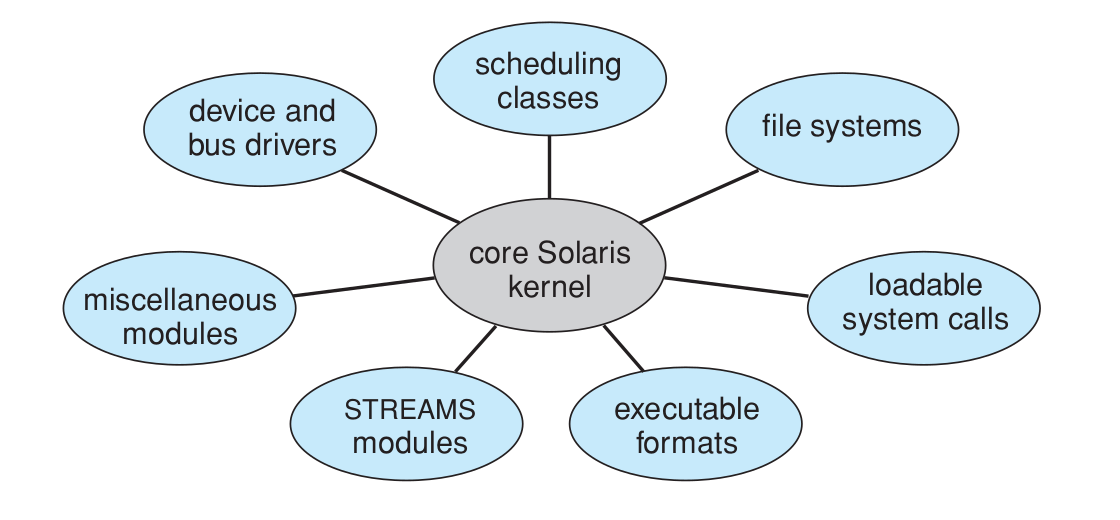 scheduling
classes
device and
bus drivers
file systems
core Solaris
kernel
miscellaneous
modules
loadable
system calls
STREAMS
modules
executable
formats